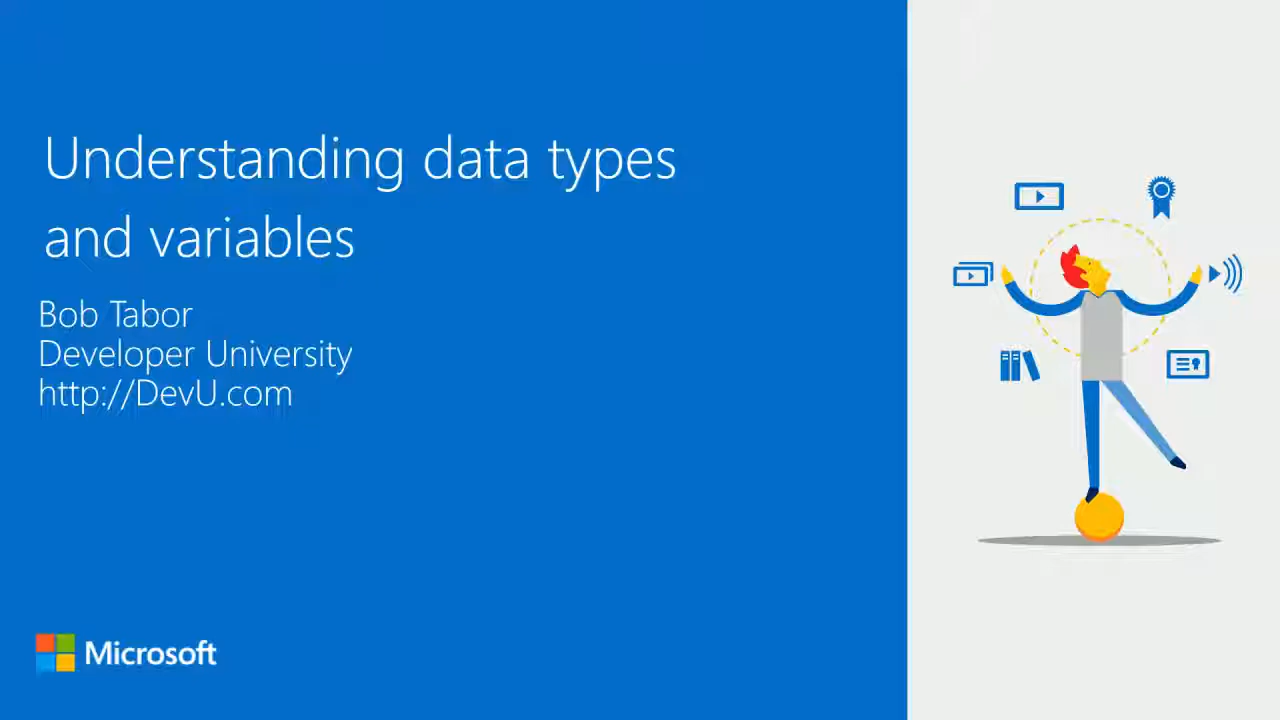 Understanding data types
and variables
Bob Tabor
Developer University
http://DevU.com
Microsoft